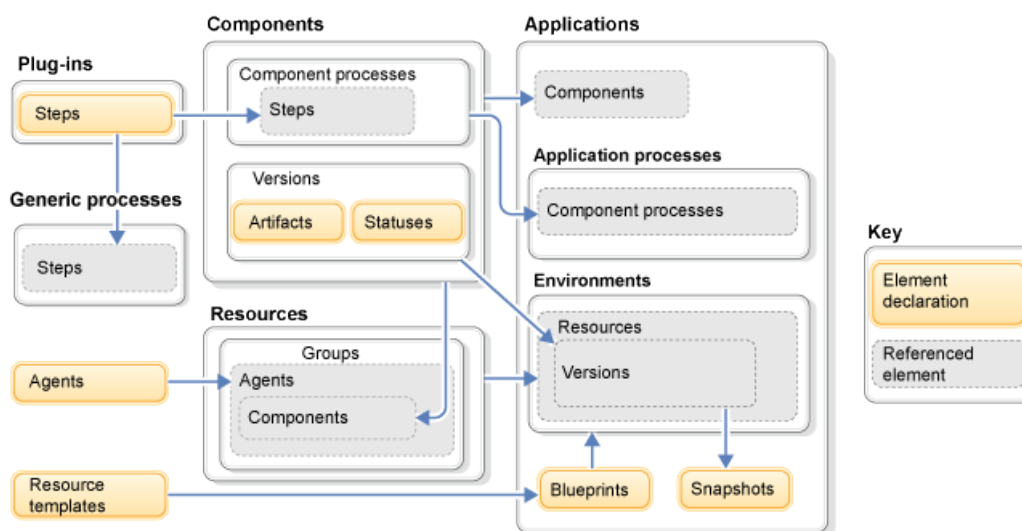 Components
Applications
Plug-ins
Component processes
Steps
Steps
Components
Application processes
Versions
Component processes
Generic processes
Artifacts
Statuses
Key
Steps
Element
declaration
Environments
Resources
Resources
Groups
Referenced
element
Agents
Agents
Versions
Components
Resource
templates
Blueprints
Snapshots